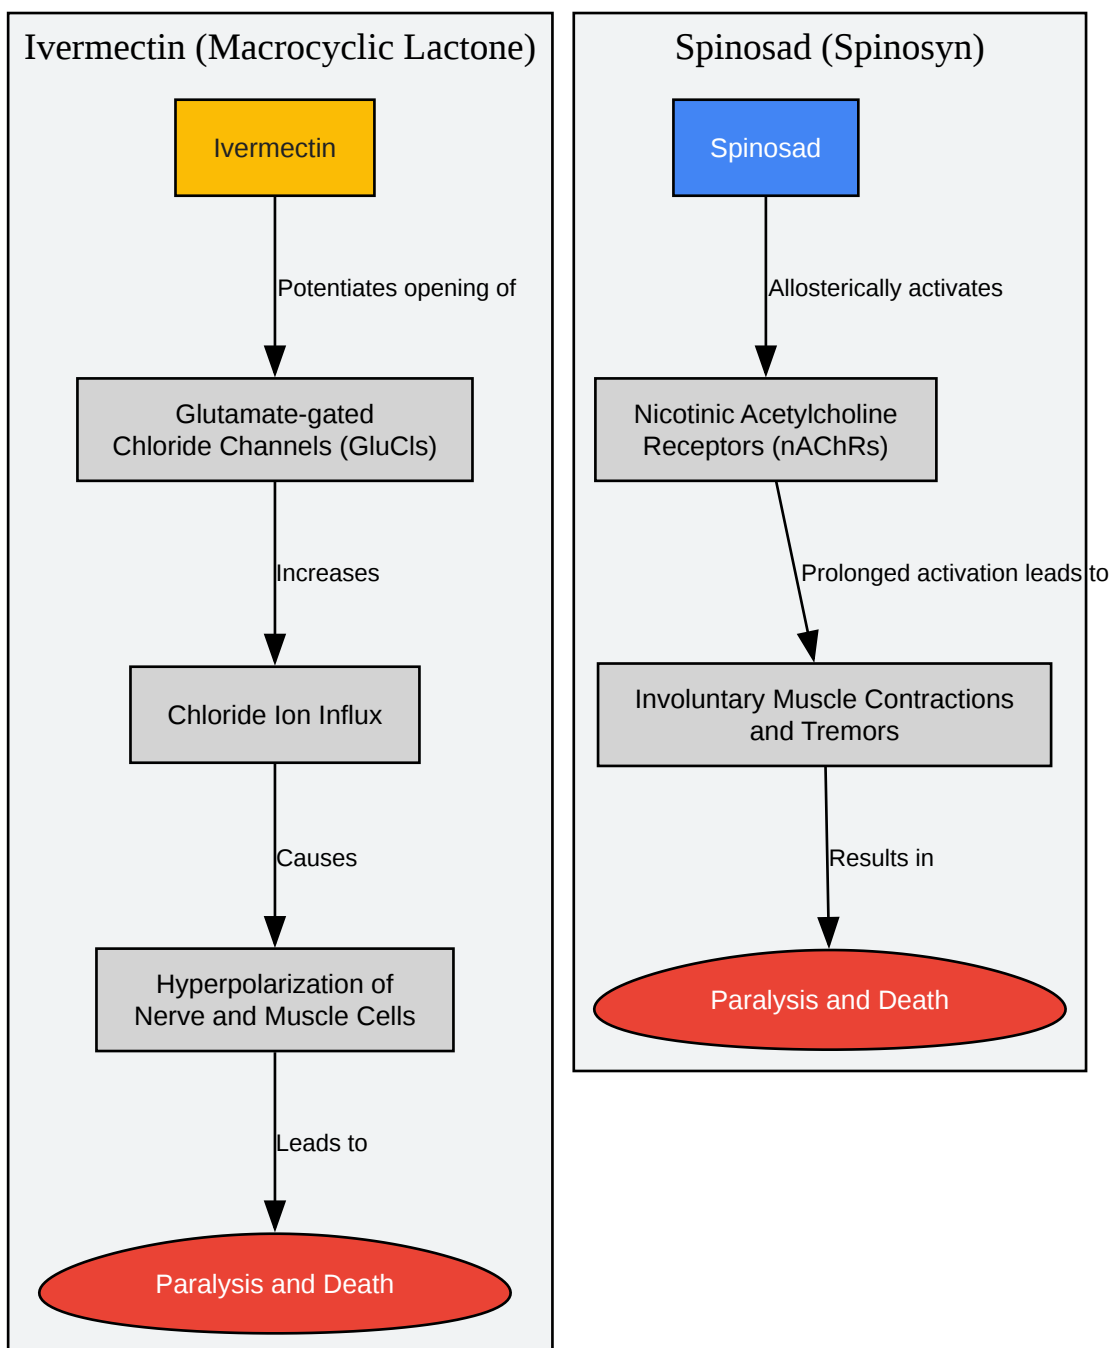 Ivermectin (Macrocyclic Lactone)
Ivermectin
Potentiates opening of
Glutamate-gated
Chloride Channels (GluCls)
Increases
Chloride Ion Influx
Causes
Hyperpolarization of
Nerve and Muscle Cells
Leads to
Paralysis and Death
Spinosad (Spinosyn)
Spinosad
Allosterically activates
Nicotinic Acetylcholine
Receptors (nAChRs)
Prolonged activation leads to
Involuntary Muscle Contractions
and Tremors
Results in
Paralysis and Death